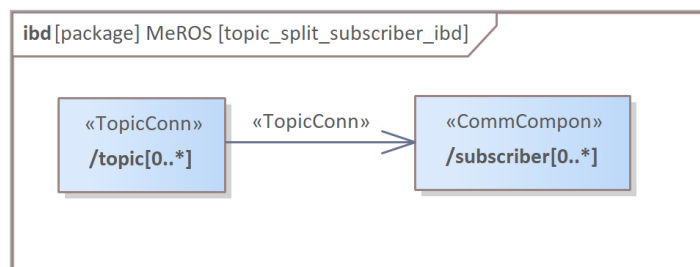 ibd [package] MeROS [topic_split_subscriber_ibd]
«TopicConn»
/topic[0..*]
«TopicConn»
«CommCompon»
/subscriber[0..*]